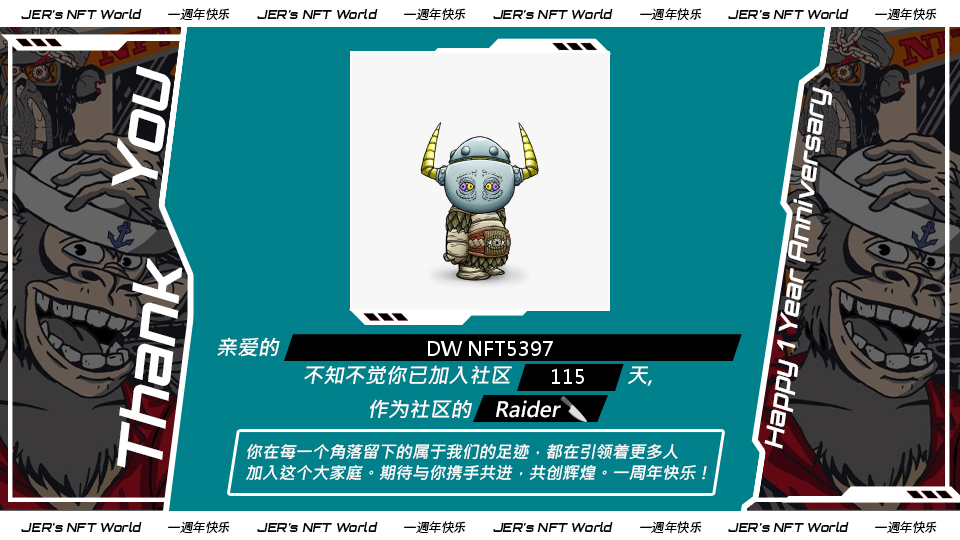 JER's NFT World 一週年快乐 JER's NFT World 一週年快乐 JER's NFT World 一週年快乐 JER's NFT World 一週年快乐
Thank You
NFT
Happy 1 Year Anniversary
亲爱的 DW NFT5397
不知不觉你已加入社区 115 天,
作为社区的 Raider🔪
你在每一个角落留下的属于我们的足迹，都在引领着更多人
加入这个大家庭。期待与你携手共进，共创辉煌。一周年快乐！
JER's NFT World 一週年快乐 JER's NFT World 一週年快乐 JER's NFT World 一週年快乐 JER's NFT World 一週年快乐